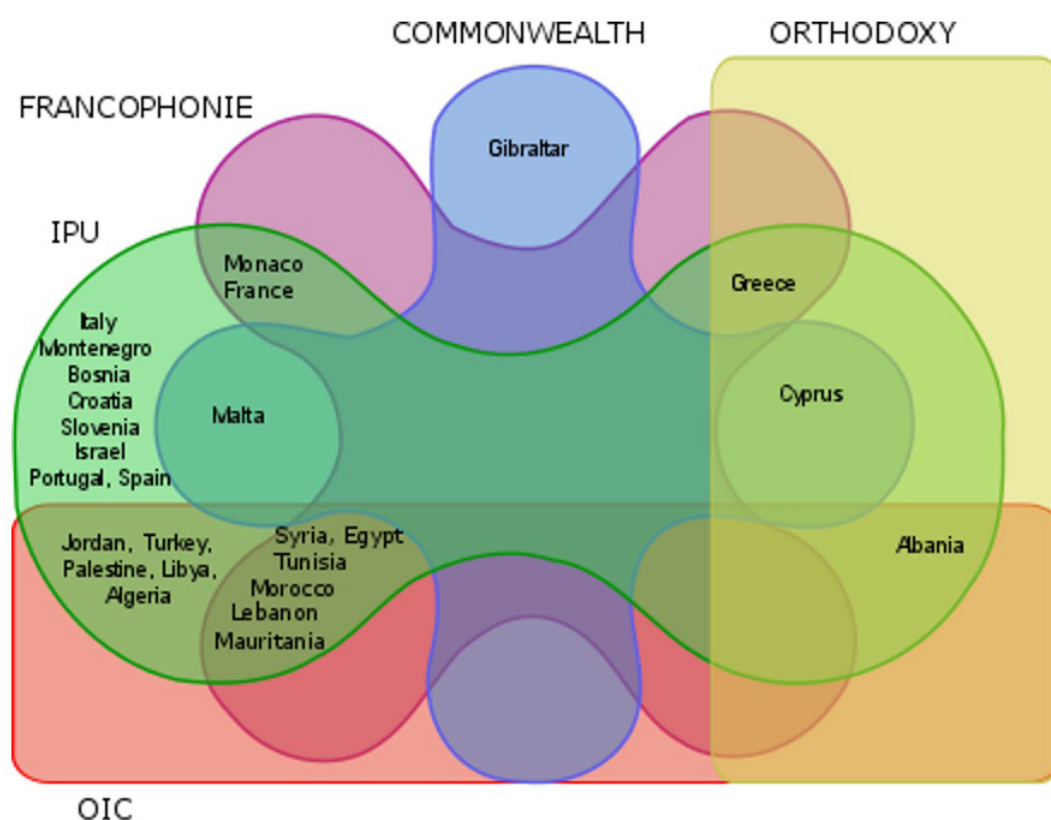 COMMONWEALTH
ORTHODOXY
FRANCOPHONIE
Gibraltar
IPU
Monaco
France
Greece
Italy
Montenegro
Bosnia
Croatia
Slovenia
Israel
Portugal, Spain
Malta
Cyprus
Jordan, Turkey,
Palestine, Libya,
Algeria
Syria, Egypt
Tunisia
Morocco
Lebanon
Mauritania
Albania
OIC